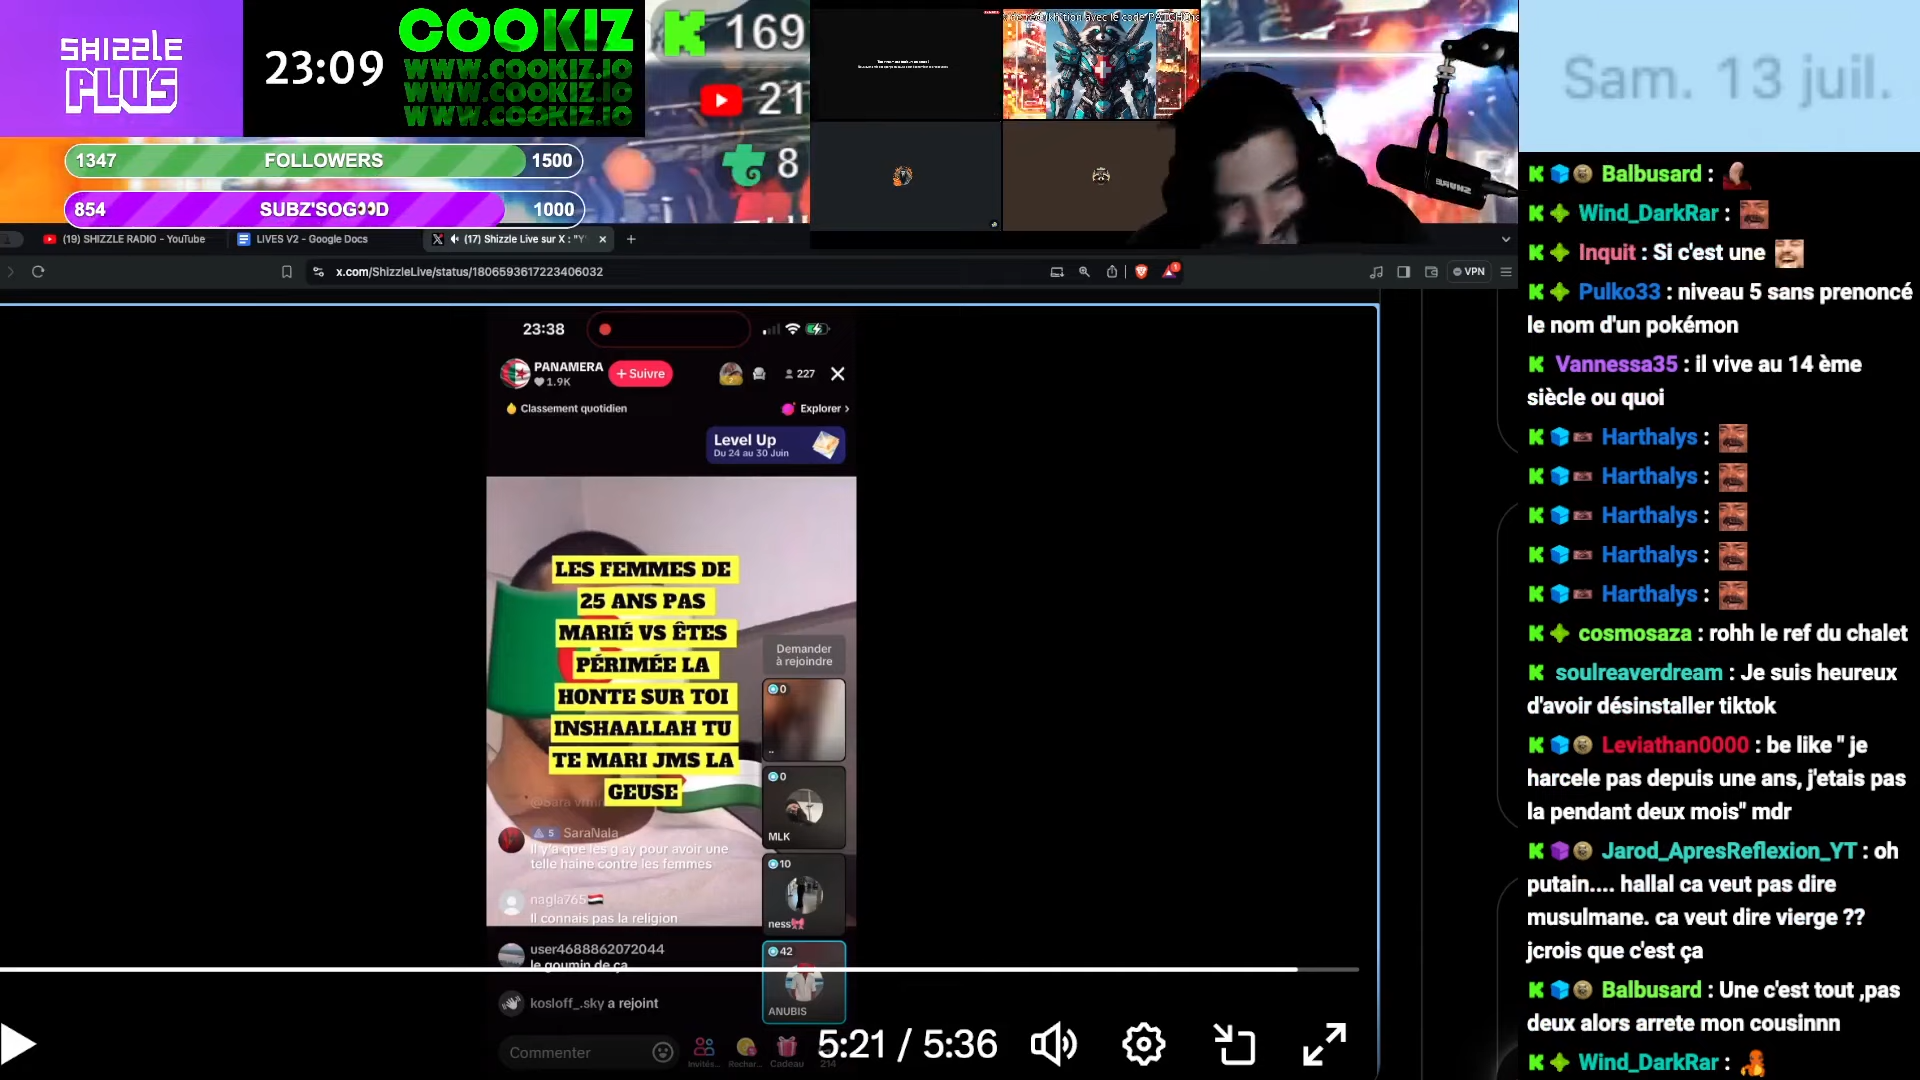 SHIZZLE
PLUS
23:09
COOKIZ
WWW.COOKIZ.IO
WWW.COOKIZ.IO
WWW.COOKIZ.IO
169
21
8
1347 FOLLOWERS 1500
854 SUBZ'SOG👀D 1000
Sam. 13 juil.
(19) SHIZZLE RADIO - YouTube
LIVES V2 - Google Docs
(17) Shizzle Live sur X : "Y
x.com/ShizzleLive/status/1806593617223406032
VPN
23:38
PANAMERA
1.9K
+ Suivre
227
Classement quotidien
Explorer >
Level Up
Du 24 au 30 Juin
LES FEMMES DE
25 ANS PAS
MARIÉ VS ÊTES
PÉRIMÉE LA
HONTE SUR TOI
INSHAALLAH TU
TE MARI JMS LA
GEUSE
Demander
à rejoindre
0
..
0
MLK
10
ness
42
ANUBIS
5 SaraNala
Il y'a que les g ay pour avoir une
telle haine contre les femmes
nagla765
Il connais pas la religion
user4688862072044
le goumin de ça
kosloff_.sky a rejoint
Commenter
Invités...
Rechar...
Cadeau
214
5:21 / 5:36
Balbusard :
Wind_DarkRar :
Inquit : Si c'est une
Pulko33 : niveau 5 sans prenoncé
le nom d'un pokémon
Vannessa35 : il vive au 14 ème
siècle ou quoi
Harthalys :
Harthalys :
Harthalys :
Harthalys :
Harthalys :
cosmosaza : rohh le ref du chalet
soulreaverdream : Je suis heureux
d'avoir désinstaller tiktok
Leviathan0000 : be like " je
harcele pas depuis une ans, j'etais pas
la pendant deux mois" mdr
Jarod_ApresReflexion_YT : oh
putain.... hallal ca veut pas dire
musulmane. ca veut dire vierge ??
jcrois que c'est ça
Balbusard : Une c'est tout ,pas
deux alors arrete mon cousinnn
Wind_DarkRar :